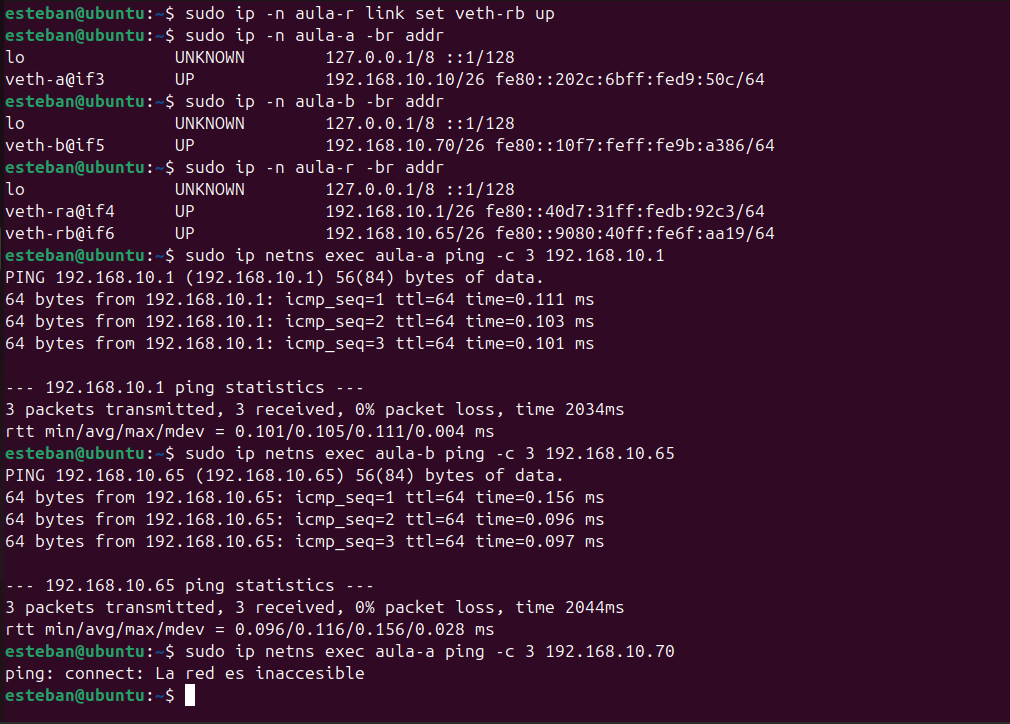 esteban@ubuntu:~$ sudo ip -n aula-r link set veth-rb up
esteban@ubuntu:~$ sudo ip -n aula-a -br addr
lo               UNKNOWN        127.0.0.1/8 ::1/128
veth-a@if3       UP             192.168.10.10/26 fe80::202c:6bff:fed9:50c/64
esteban@ubuntu:~$ sudo ip -n aula-b -br addr
lo               UNKNOWN        127.0.0.1/8 ::1/128
veth-b@if5       UP             192.168.10.70/26 fe80::10f7:feff:fe9b:a386/64
esteban@ubuntu:~$ sudo ip -n aula-r -br addr
lo               UNKNOWN        127.0.0.1/8 ::1/128
veth-ra@if4      UP             192.168.10.1/26 fe80::40d7:31ff:fedb:92c3/64
veth-rb@if6      UP             192.168.10.65/26 fe80::9080:40ff:fe6f:aa19/64
esteban@ubuntu:~$ sudo ip netns exec aula-a ping -c 3 192.168.10.1
PING 192.168.10.1 (192.168.10.1) 56(84) bytes of data.
64 bytes from 192.168.10.1: icmp_seq=1 ttl=64 time=0.111 ms
64 bytes from 192.168.10.1: icmp_seq=2 ttl=64 time=0.103 ms
64 bytes from 192.168.10.1: icmp_seq=3 ttl=64 time=0.101 ms

--- 192.168.10.1 ping statistics ---
3 packets transmitted, 3 received, 0% packet loss, time 2034ms
rtt min/avg/max/mdev = 0.101/0.105/0.111/0.004 ms
esteban@ubuntu:~$ sudo ip netns exec aula-b ping -c 3 192.168.10.65
PING 192.168.10.65 (192.168.10.65) 56(84) bytes of data.
64 bytes from 192.168.10.65: icmp_seq=1 ttl=64 time=0.156 ms
64 bytes from 192.168.10.65: icmp_seq=2 ttl=64 time=0.096 ms
64 bytes from 192.168.10.65: icmp_seq=3 ttl=64 time=0.097 ms

--- 192.168.10.65 ping statistics ---
3 packets transmitted, 3 received, 0% packet loss, time 2044ms
rtt min/avg/max/mdev = 0.096/0.116/0.156/0.028 ms
esteban@ubuntu:~$ sudo ip netns exec aula-a ping -c 3 192.168.10.70
ping: connect: La red es inaccesible
esteban@ubuntu:~$